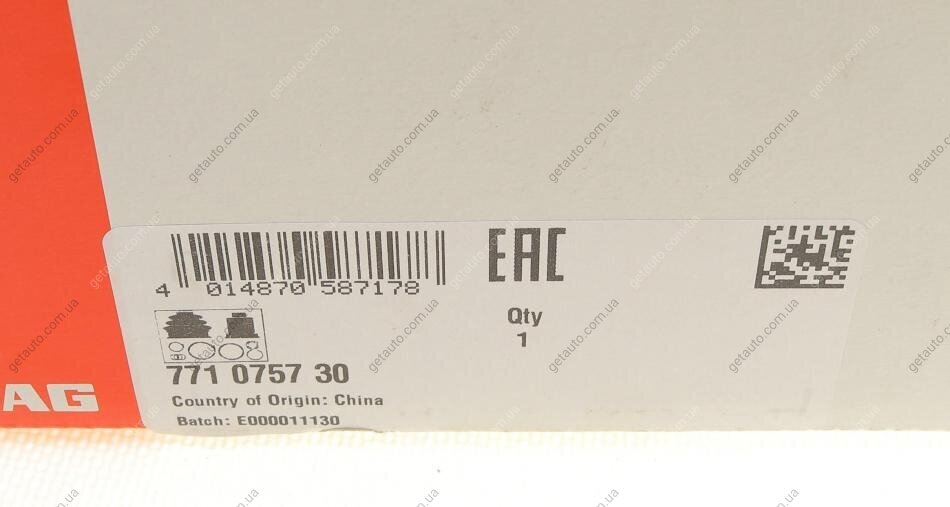 4 014870 587178
EAC
Qty
1
771 0757 30
Country of Origin: China
Batch: E000011130
AG
getauto.com.ua